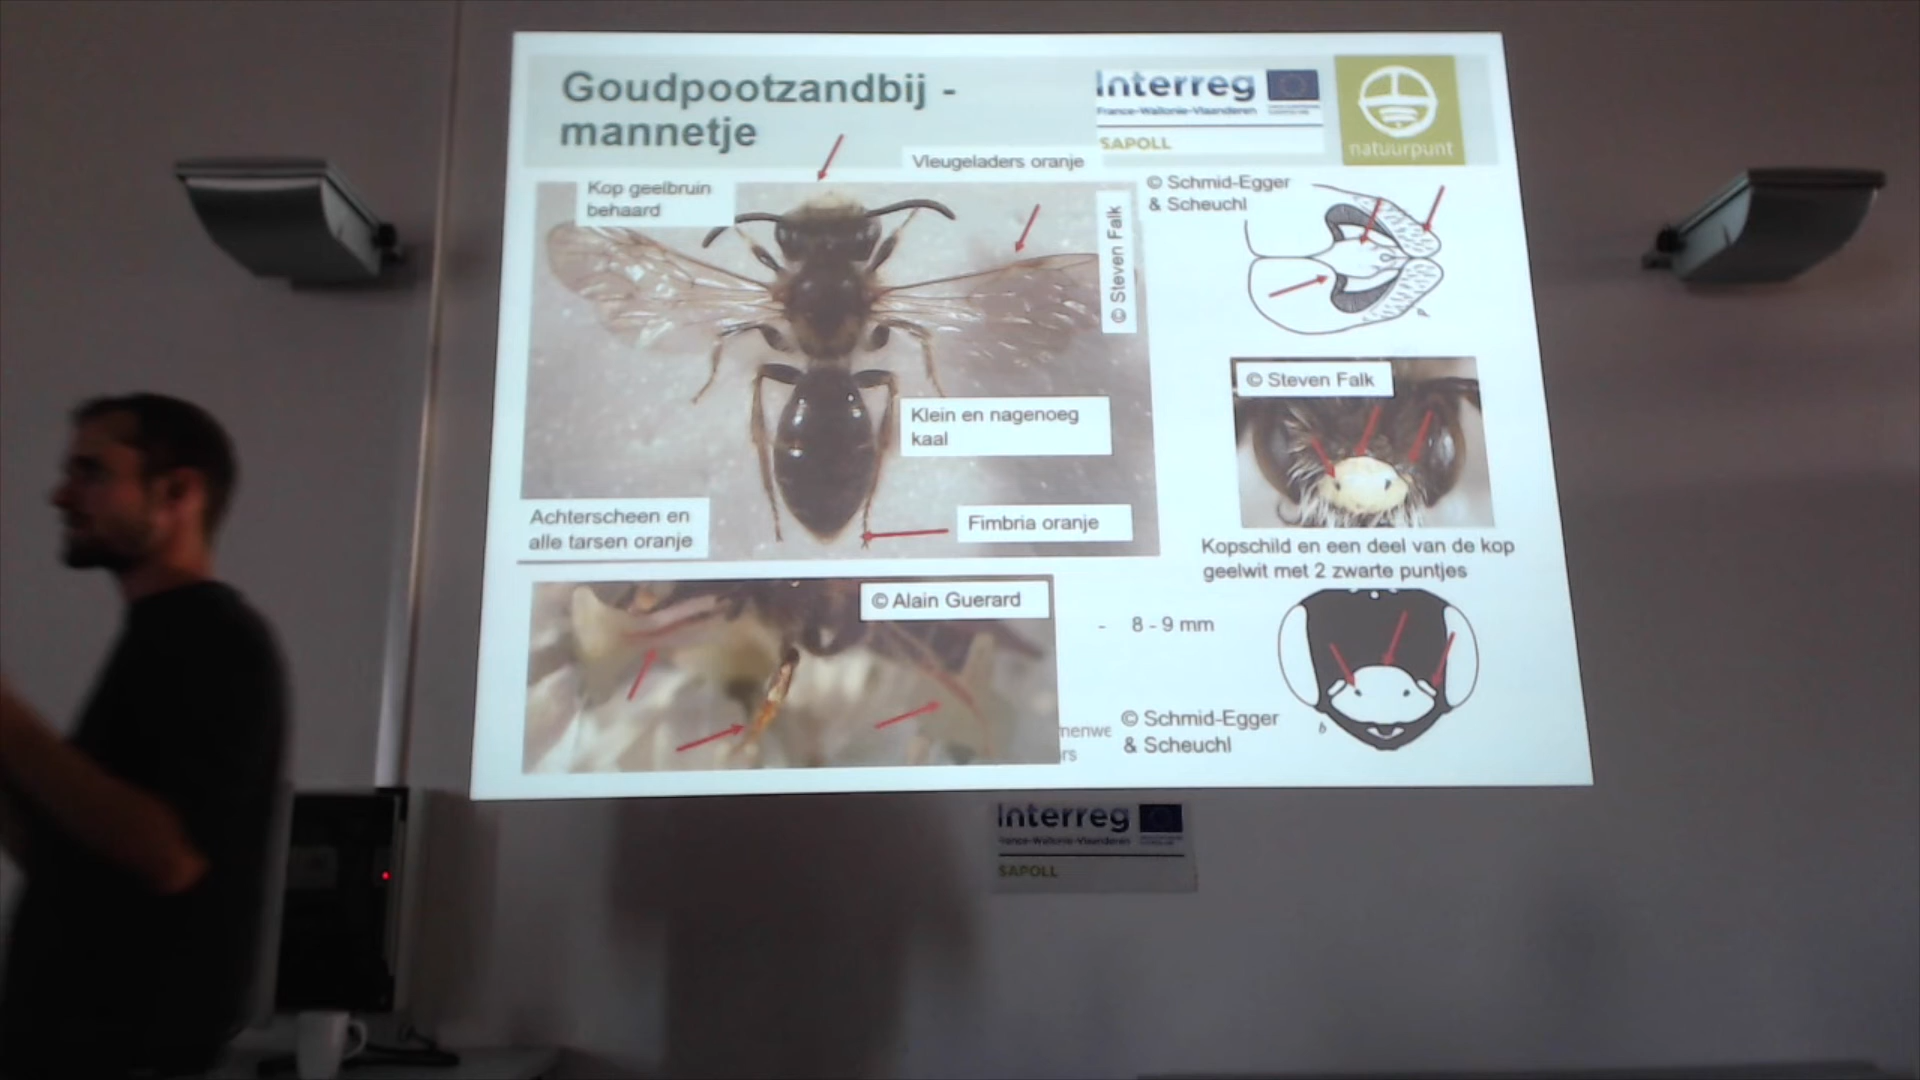 Goudpootzandbij -
mannetje
Interreg
France-Wallonie-Vlaanderen
SAPOLL
natuurpunt
Vleugeladers oranje
Kop geelbruin
behaard
© Steven Falk
© Schmid-Egger
& Scheuchl
© Steven Falk
Klein en nagenoeg
kaal
Achterscheen en
alle tarsen oranje
Fimbria oranje
Kopschild en een deel van de kop
geelwit met 2 zwarte puntjes
© Alain Guerard
- 8 - 9 mm
© Schmid-Egger
& Scheuchl
b
menwe
rs
Interreg
France-Wallonie-Vlaanderen
SAPOLL